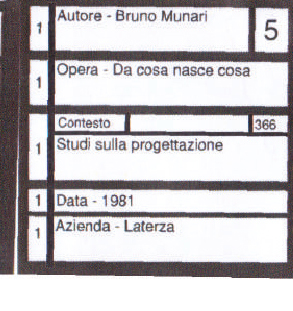 1 Autore - Bruno Munari 5
1 Opera - Da cosa nasce cosa
Contesto 366
1 Studi sulla progettazione
1 Data - 1981
1 Azienda - Laterza